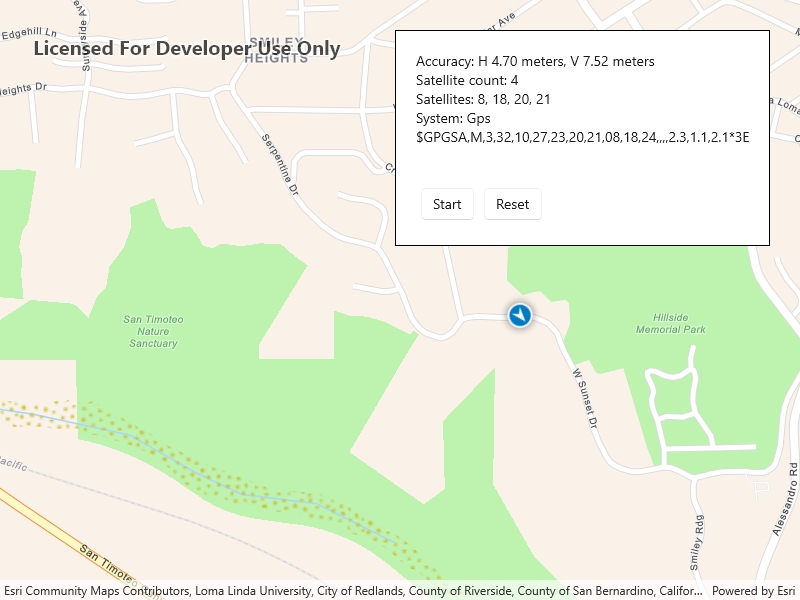 Edgehill Ln
Sunnyside Ave
Licensed For Developer Use Only
SMILEY
HEIGHTS
Heights Dr
Serpentine Dr
Accuracy: H 4.70 meters, V 7.52 meters
Satellite count: 4
Satellites: 8, 18, 20, 21
System: Gps
$GPGSA,M,3,32,10,27,23,20,21,08,18,24,,,,2.3,1.1,2.1*3E
Start
Reset
San Timoteo
Nature
Sanctuary
Hillside
Memorial Park
W Sunset Dr
Alessandro Rd
Smiley Rdg
Pacific
San Timoteo
Esri Community Maps Contributors, Loma Linda University, City of Redlands, County of Riverside, County of San Bernardino, Califor...
Powered by Esri